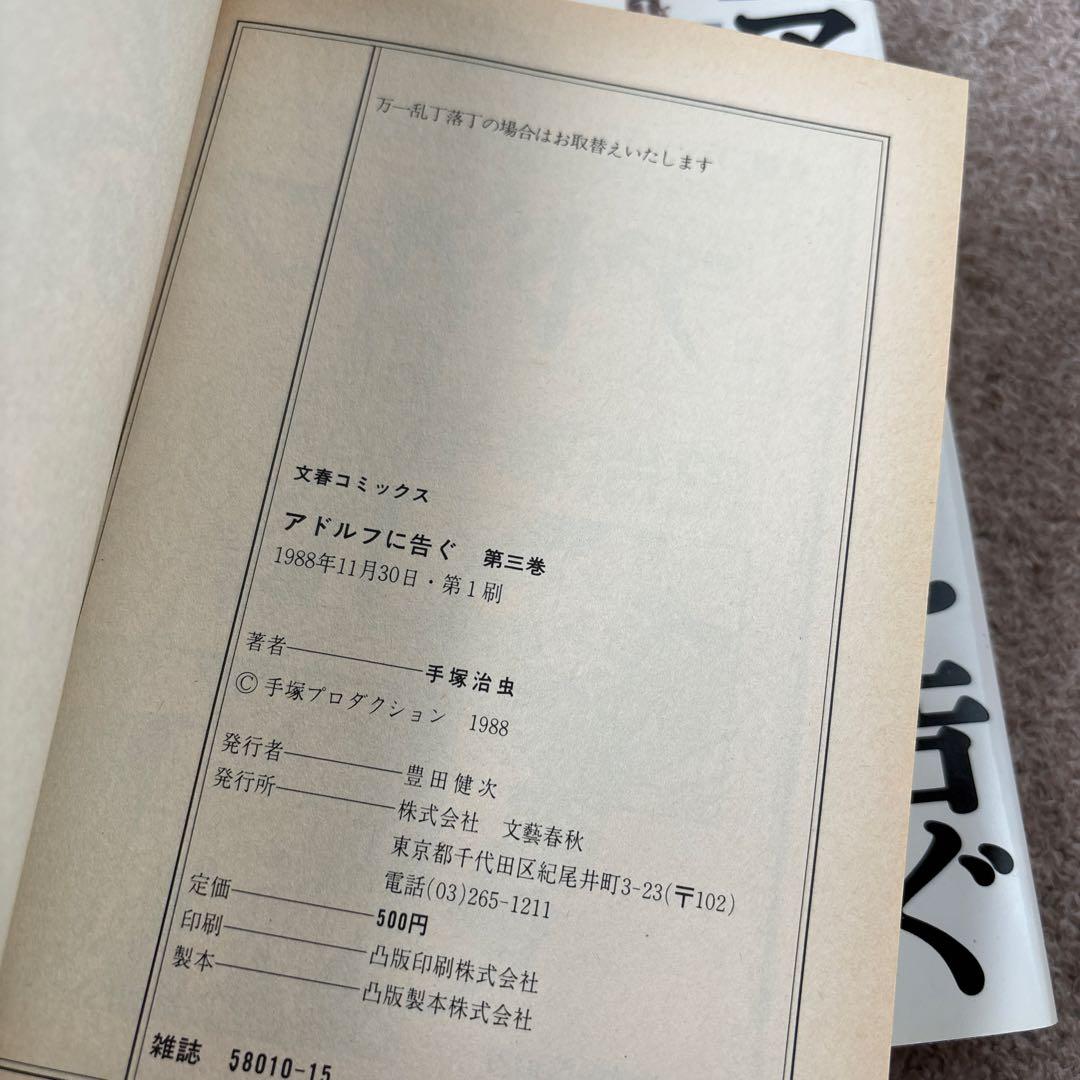 万一乱丁落丁の場合はお取替えいたします
文春コミックス
アドルフに告ぐ 第三巻
1988年11月30日・第1刷
著者――手塚治虫
© 手塚プロダクション 1988
発行者――豊田健次
発行所――株式会社 文藝春秋
東京都千代田区紀尾井町3-23(〒102)
電話(03)265-1211
定価――500円
印刷――凸版印刷株式会社
製本――凸版製本株式会社
雑誌 58010-15
ア
告ぐ